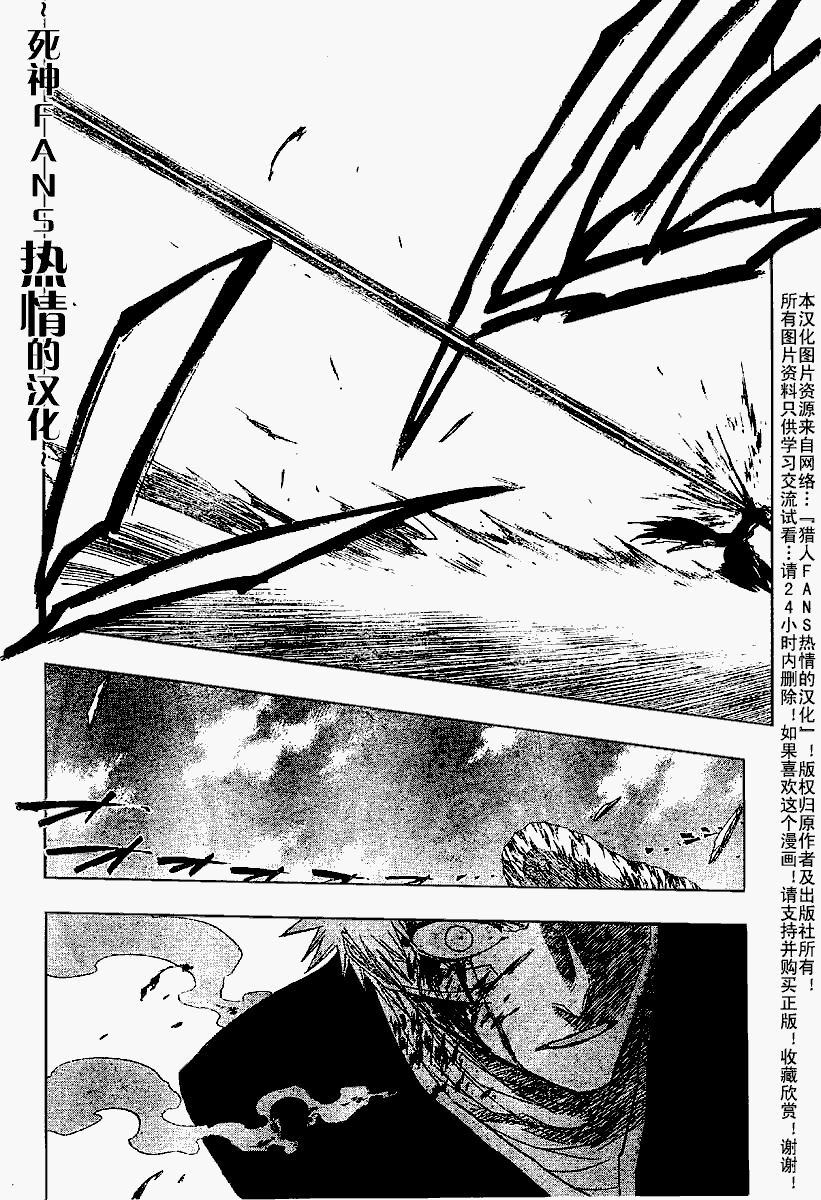 ~死神FANS热情的汉化~
本汉化图片资源来自网络…『猎人FANS热情的汉化』！版权归原作者及出版社所有！
所有图片资料只供学习交流试看…请24小时内删除！如果喜欢这个漫画！请支持并购买正版！收藏欣赏！谢谢！